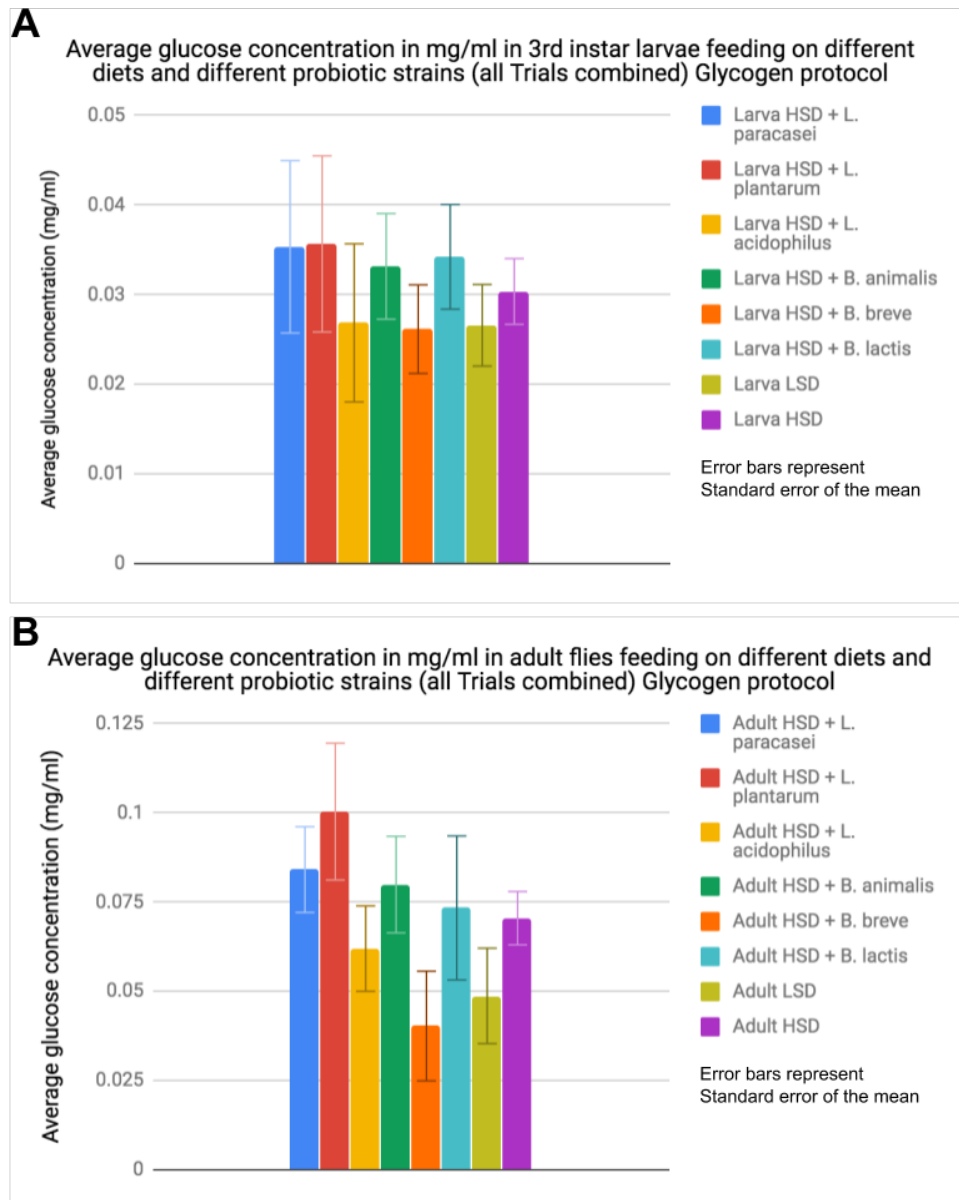 A
Average glucose concentration in mg/ml in 3rd instar larvae feeding on different
diets and different probiotic strains (all Trials combined) Glycogen protocol
Average glucose concentration (mg/ml)
0.05
0.04
0.03
0.02
0.01
0
Larva HSD + L.
paracasei
Larva HSD + L.
plantarum
Larva HSD + L.
acidophilus
Larva HSD + B. animalis
Larva HSD + B. breve
Larva HSD + B. lactis
Larva LSD
Larva HSD
Error bars represent
Standard error of the mean
B
Average glucose concentration in mg/ml in adult flies feeding on different diets and
different probiotic strains (all Trials combined) Glycogen protocol
Average glucose concentration (mg/ml)
0.125
0.1
0.075
0.05
0.025
0
Adult HSD + L.
paracasei
Adult HSD + L.
plantarum
Adult HSD + L.
acidophilus
Adult HSD + B. animalis
Adult HSD + B. breve
Adult HSD + B. lactis
Adult LSD
Adult HSD
Error bars represent
Standard error of the mean